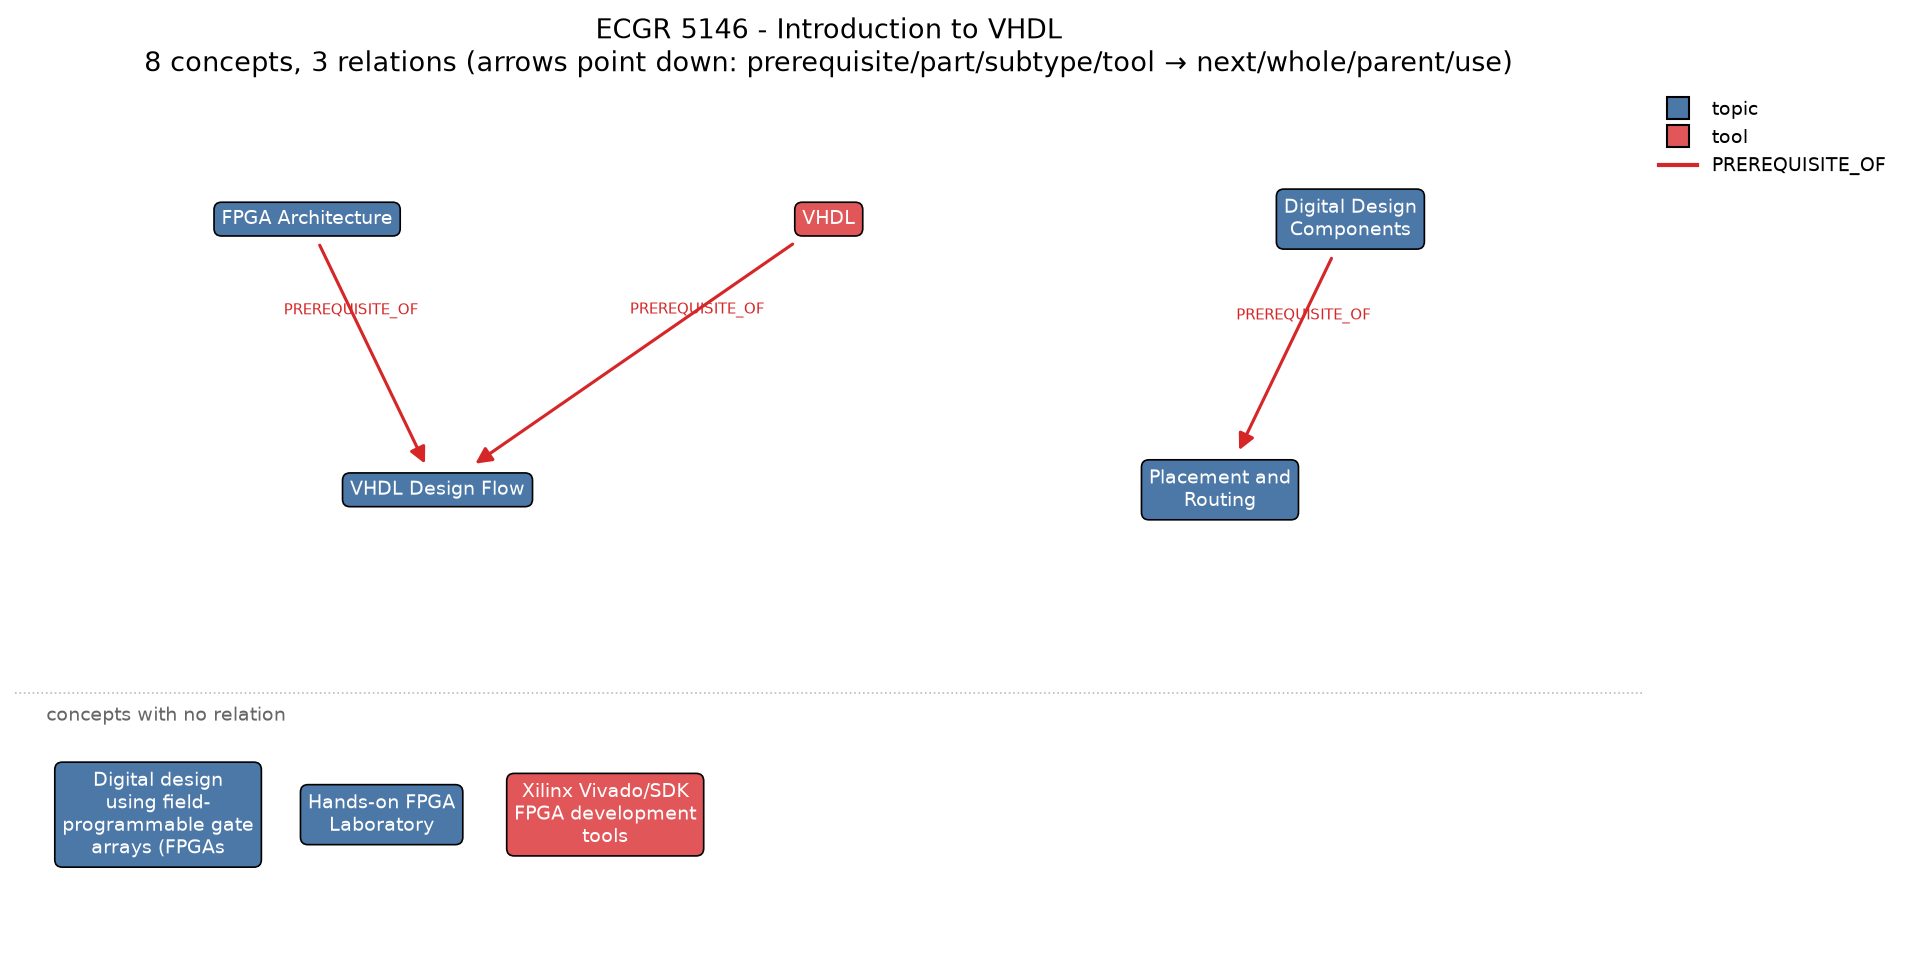 ECGR 5146 - Introduction to VHDL
8 concepts, 3 relations (arrows point down: prerequisite/part/subtype/tool → next/whole/parent/use)
topic
tool
PREREQUISITE_OF
FPGA Architecture
VHDL
Digital Design
Components
PREREQUISITE_OF
PREREQUISITE_OF
PREREQUISITE_OF
VHDL Design Flow
Placement and
Routing
concepts with no relation
Digital design
using field-
programmable gate
arrays (FPGAs
Hands-on FPGA
Laboratory
Xilinx Vivado/SDK
FPGA development
tools